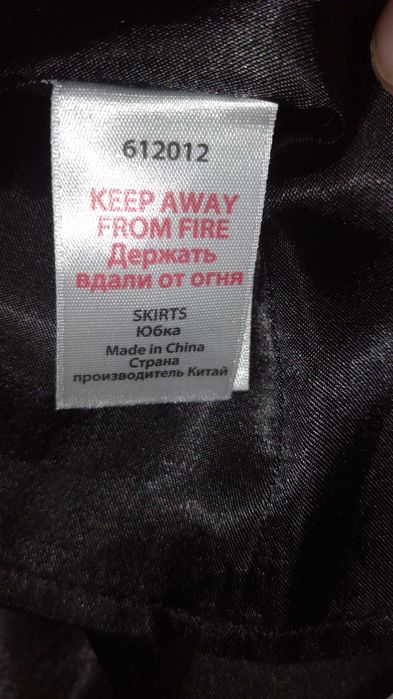 612012
KEEP AWAY
FROM FIRE
Держать
вдали от огня
SKIRTS
Юбка
Made in China
Страна
производитель Китай